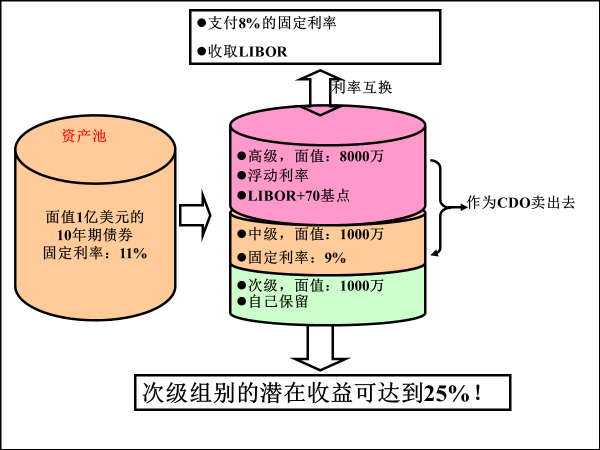 ●支付8%的固定利率
●收取LIBOR
利率互换
资产池
面值1亿美元的
10年期债券
固定利率：11%
●高级，面值：8000万
●浮动利率
●LIBOR+70基点
●中级，面值：1000万
●固定利率：9%
●次级，面值：1000万
●自己保留
作为CDO卖出去
次级组别的潜在收益可达到25%！